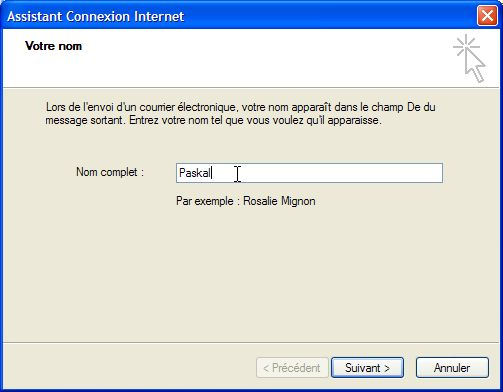 Assistant Connexion Internet
Votre nom
Lors de l'envoi d'un courrier électronique, votre nom apparaît dans le champ De du
message sortant. Entrez votre nom tel que vous voulez qu'il apparaisse.
Nom complet : Paskal
Par exemple : Rosalie Mignon
< Précédent Suivant > Annuler